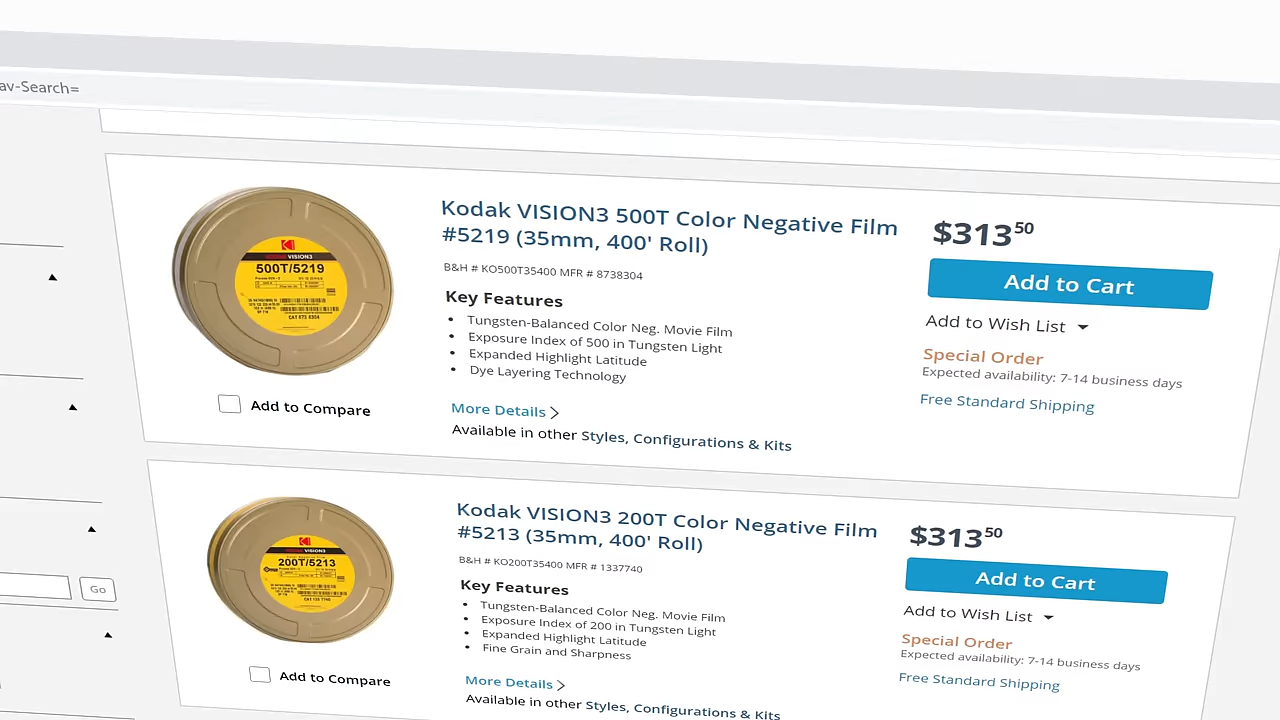 av-Search=
Kodak VISION3 500T Color Negative Film
#5219 (35mm, 400' Roll)
B&H # KO500T35400 MFR # 8738304
Key Features
• Tungsten-Balanced Color Neg. Movie Film
• Exposure Index of 500 in Tungsten Light
• Expanded Highlight Latitude
• Dye Layering Technology
More Details >
Available in other Styles, Configurations & Kits
VISION3
500T/5219
Add to Compare
$313 50
Add to Cart
Add to Wish List
Special Order
Expected availability: 7-14 business days
Free Standard Shipping
Kodak VISION3 200T Color Negative Film
#5213 (35mm, 400' Roll)
B&H # KO200T35400 MFR # 1337740
Key Features
• Tungsten-Balanced Color Neg. Movie Film
• Exposure Index of 200 in Tungsten Light
• Expanded Highlight Latitude
• Fine Grain and Sharpness
More Details >
Available in other Styles, Configurations & Kits
VISION3
200T/5213
Add to Compare
$313 50
Add to Cart
Add to Wish List
Special Order
Expected availability: 7-14 business days
Free Standard Shipping
Go